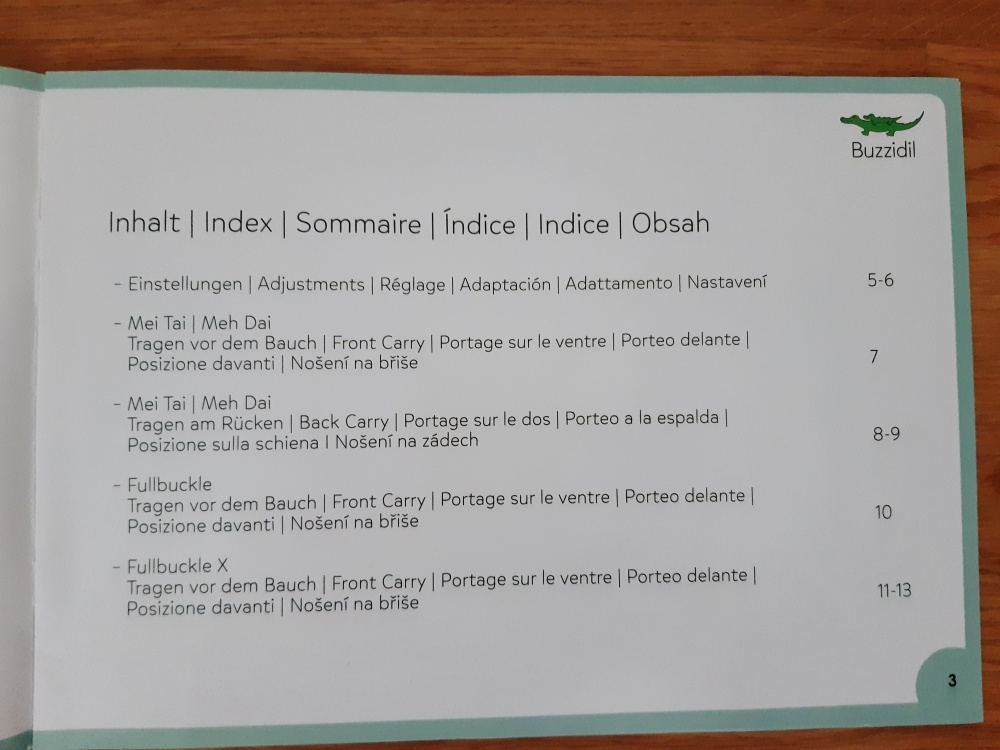 Buzzidil
Inhalt | Index | Sommaire | Índice | Indice | Obsah
- Einstellungen | Adjustments | Réglage | Adaptación | Adattamento | Nastavení 5-6
- Mei Tai | Meh Dai
Tragen vor dem Bauch | Front Carry | Portage sur le ventre | Porteo delante |
Posizione davanti | Nošení na břiše 7
- Mei Tai | Meh Dai
Tragen am Rücken | Back Carry | Portage sur le dos | Porteo a la espalda |
Posizione sulla schiena I Nošení na zádech 8-9
- Fullbuckle
Tragen vor dem Bauch | Front Carry | Portage sur le ventre | Porteo delante |
Posizione davanti | Nošení na břiše 10
- Fullbuckle X
Tragen vor dem Bauch | Front Carry | Portage sur le ventre | Porteo delante |
Posizione davanti | Nošení na břiše 11-13
3